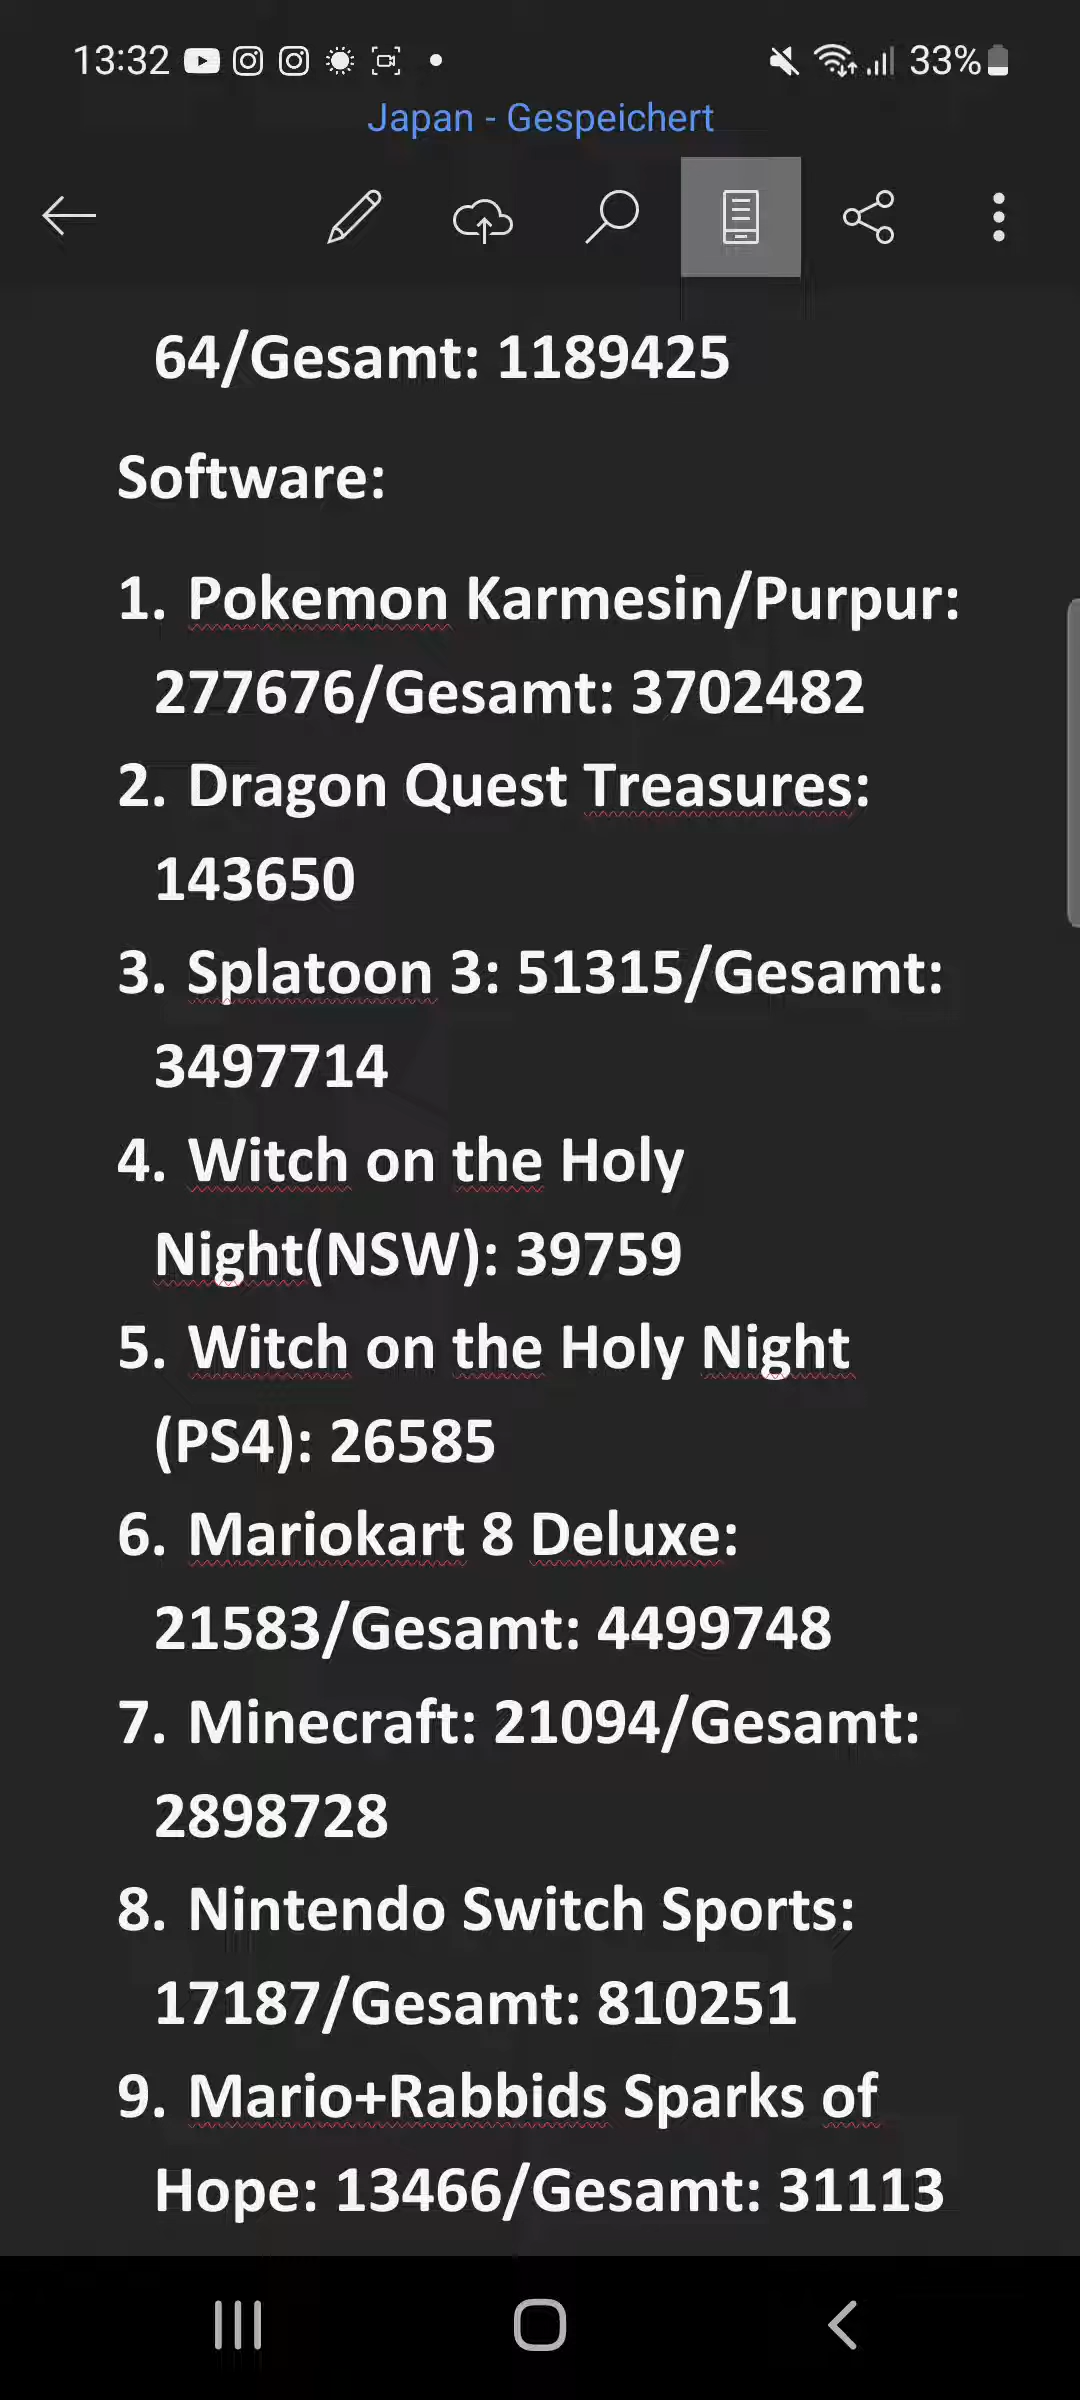 13:32
33%
Japan - Gespeichert
64/Gesamt: 1189425
Software:
1. Pokemon Karmesin/Purpur:
277676/Gesamt: 3702482
2. Dragon Quest Treasures:
143650
3. Splatoon 3: 51315/Gesamt:
3497714
4. Witch on the Holy
Night(NSW): 39759
5. Witch on the Holy Night
(PS4): 26585
6. Mariokart 8 Deluxe:
21583/Gesamt: 4499748
7. Minecraft: 21094/Gesamt:
2898728
8. Nintendo Switch Sports:
17187/Gesamt: 810251
9. Mario+Rabbids Sparks of
Hope: 13466/Gesamt: 31113